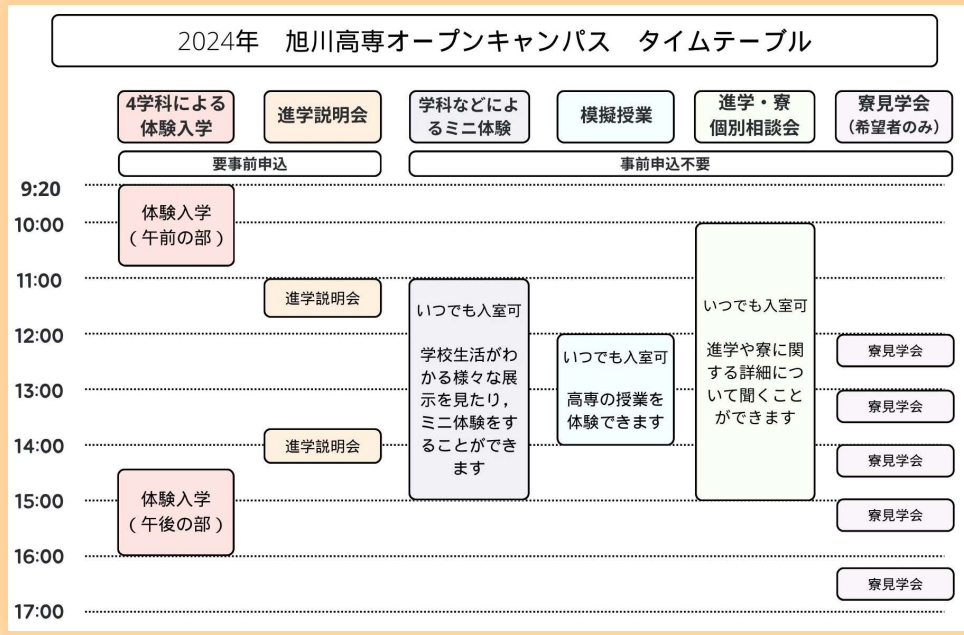 2024年　旭川高専オープンキャンパス　タイムテーブル
4学科による
体験入学
進学説明会
学科などによ
るミニ体験
模擬授業
進学・寮
個別相談会
寮見学会
（希望者のみ）
要事前申込
事前申込不要
9:20
10:00
11:00
12:00
13:00
14:00
15:00
16:00
17:00
体験入学
（午前の部）
体験入学
（午後の部）
進学説明会
進学説明会
いつでも入室可
学校生活がわ
かる様々な展
示を見たり，
ミニ体験をす
ることができ
ます
いつでも入室可
高専の授業を
体験できます
いつでも入室可
進学や寮に関
する詳細につ
いて聞くこと
ができます
寮見学会
寮見学会
寮見学会
寮見学会
寮見学会